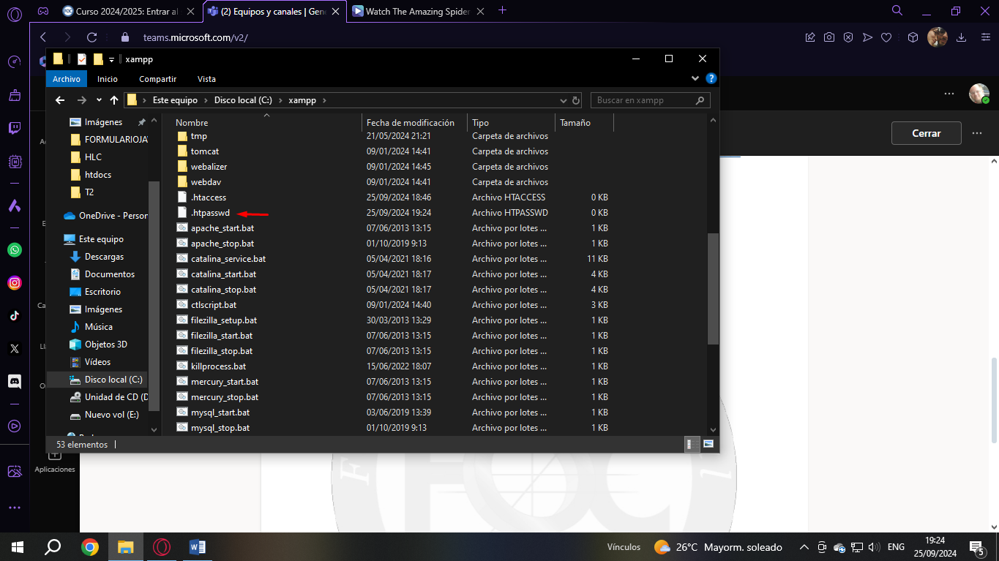 Curso 2024/2025: Entrar al
(2) Equipos y canales | Gen
Watch The Amazing Spider
teams.microsoft.com/v2/
xampp
Archivo Inicio Compartir Vista
Este equipo > Disco local (C:) > xampp >
Buscar en xampp
Cerrar
Imágenes
FORMULARIOJA
HLC
htdocs
T2
OneDrive - Person
Este equipo
Descargas
Documentos
Escritorio
Imágenes
Música
Objetos 3D
Vídeos
Disco local (C:)
Unidad de CD (D
Nuevo vol (E:)
Nombre Fecha de modificación Tipo Tamaño
tmp 21/05/2024 21:21 Carpeta de archivos
tomcat 09/01/2024 14:41 Carpeta de archivos
webalizer 09/01/2024 14:45 Carpeta de archivos
webdav 09/01/2024 14:41 Carpeta de archivos
.htaccess 25/09/2024 18:46 Archivo HTACCESS 0 KB
.htpasswd 25/09/2024 19:24 Archivo HTPASSWD 0 KB
apache_start.bat 07/06/2013 13:15 Archivo por lotes ... 1 KB
apache_stop.bat 01/10/2019 9:13 Archivo por lotes ... 1 KB
catalina_service.bat 05/04/2021 18:16 Archivo por lotes ... 11 KB
catalina_start.bat 05/04/2021 18:17 Archivo por lotes ... 4 KB
catalina_stop.bat 05/04/2021 18:17 Archivo por lotes ... 4 KB
ctlscript.bat 09/01/2024 14:40 Archivo por lotes ... 3 KB
filezilla_setup.bat 30/03/2013 13:29 Archivo por lotes ... 1 KB
filezilla_start.bat 07/06/2013 13:15 Archivo por lotes ... 1 KB
filezilla_stop.bat 07/06/2013 13:15 Archivo por lotes ... 1 KB
killprocess.bat 15/06/2022 18:07 Archivo por lotes ... 1 KB
mercury_start.bat 07/06/2013 13:15 Archivo por lotes ... 1 KB
mercury_stop.bat 07/06/2013 13:15 Archivo por lotes ... 1 KB
mysql_start.bat 03/06/2019 13:39 Archivo por lotes ... 1 KB
mysql_stop.bat 01/10/2019 9:13 Archivo por lotes ... 1 KB
53 elementos
Aplicaciones
Vínculos
26°C Mayorm. soleado
ENG
19:24
25/09/2024
5